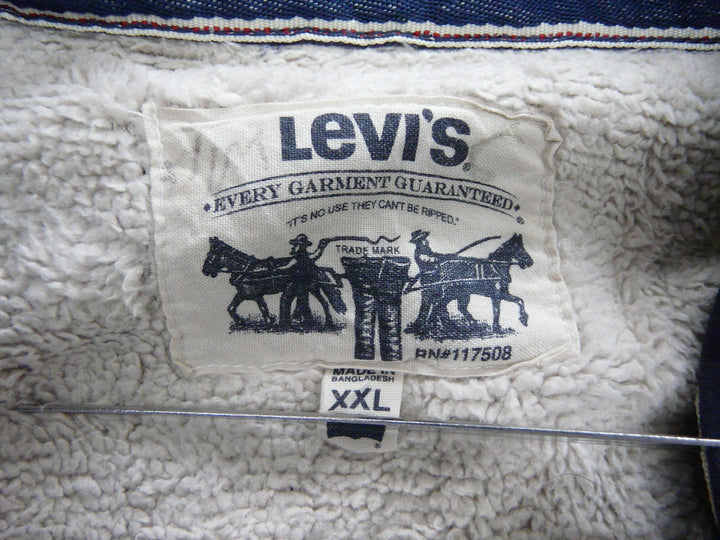 LEVI'S®
• EVERY GARMENT GUARANTEED •
"IT'S NO USE THEY CAN'T BE RIPPED." ®
TRADE MARK
RN#117508
MADE IN
BANGLADESH
XXL
®